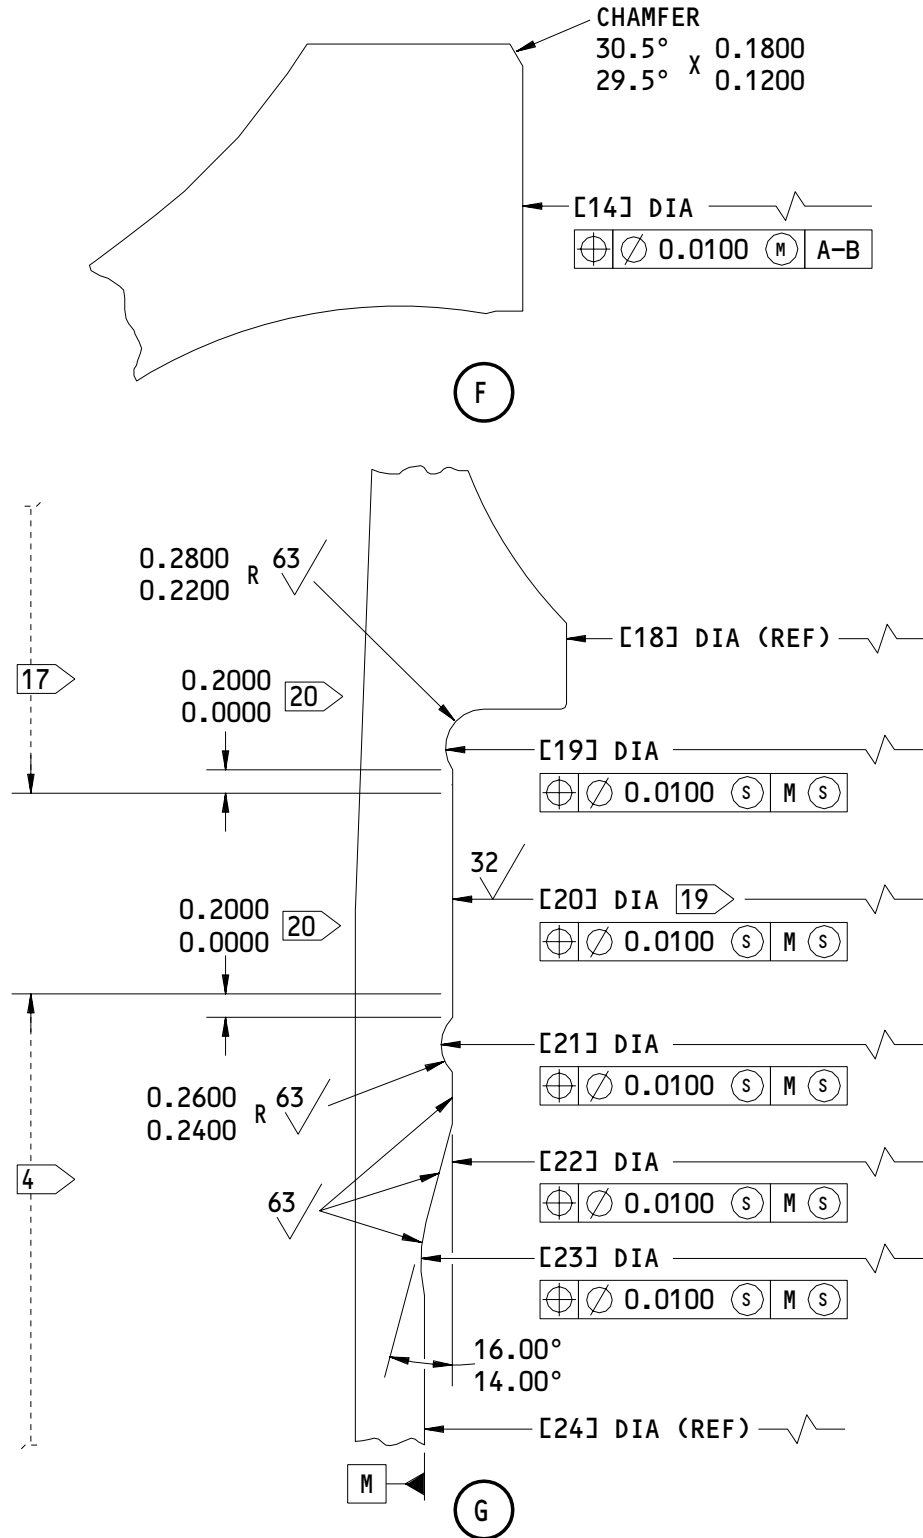 CHAMFER
30.5° X 0.1800
29.5° 0.1200
[14] DIA
⌖ ⌀ 0.0100 Ⓜ A-B
F
0.2800 R 63
0.2200
[18] DIA (REF)
17
0.2000 20
0.0000
[19] DIA
⌖ ⌀ 0.0100 Ⓢ M Ⓢ
32
[20] DIA 19
⌖ ⌀ 0.0100 Ⓢ M Ⓢ
0.2000 20
0.0000
[21] DIA
⌖ ⌀ 0.0100 Ⓢ M Ⓢ
0.2600 R 63
0.2400
4
[22] DIA
⌖ ⌀ 0.0100 Ⓢ M Ⓢ
63
[23] DIA
⌖ ⌀ 0.0100 Ⓢ M Ⓢ
16.00°
14.00°
[24] DIA (REF)
M
G